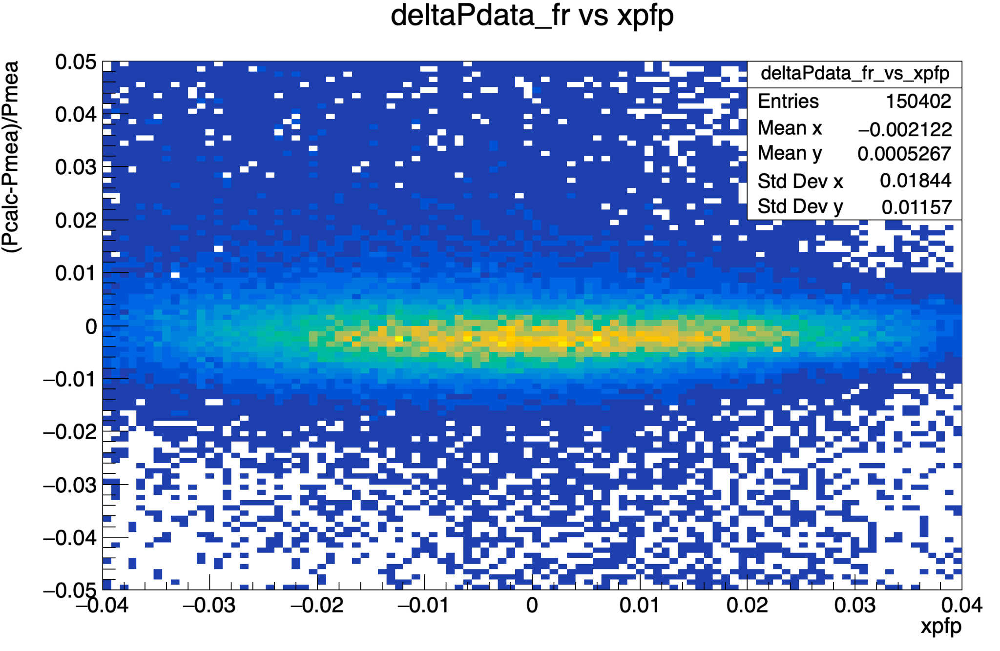 deltaPdata_fr vs xpfp
(Pcalc-Pmea)/Pmea
0.05
0.04
0.03
0.02
0.01
0
−0.01
−0.02
−0.03
−0.04
−0.05
deltaPdata_fr_vs_xpfp
Entries 150402
Mean x −0.002122
Mean y 0.0005267
Std Dev x 0.01844
Std Dev y 0.01157
−0.04 −0.03 −0.02 −0.01 0 0.01 0.02 0.03 0.04
xpfp